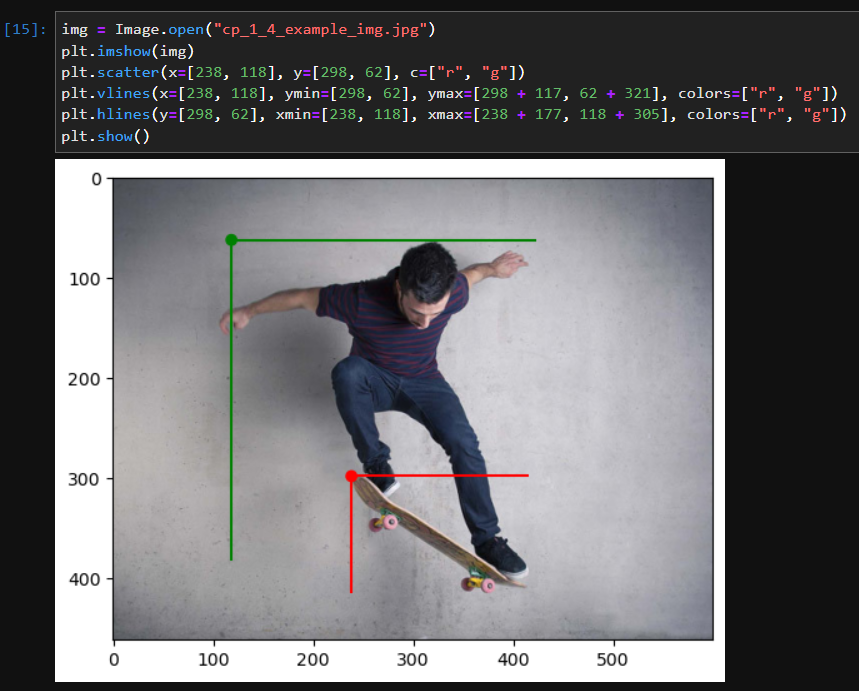 [15]: img = Image.open("cp_1_4_example_img.jpg")
plt.imshow(img)
plt.scatter(x=[238, 118], y=[298, 62], c=["r", "g"])
plt.vlines(x=[238, 118], ymin=[298, 62], ymax=[298 + 117, 62 + 321], colors=["r", "g"])
plt.hlines(y=[298, 62], xmin=[238, 118], xmax=[238 + 177, 118 + 305], colors=["r", "g"])
plt.show()
0
100
200
300
400
0 100 200 300 400 500